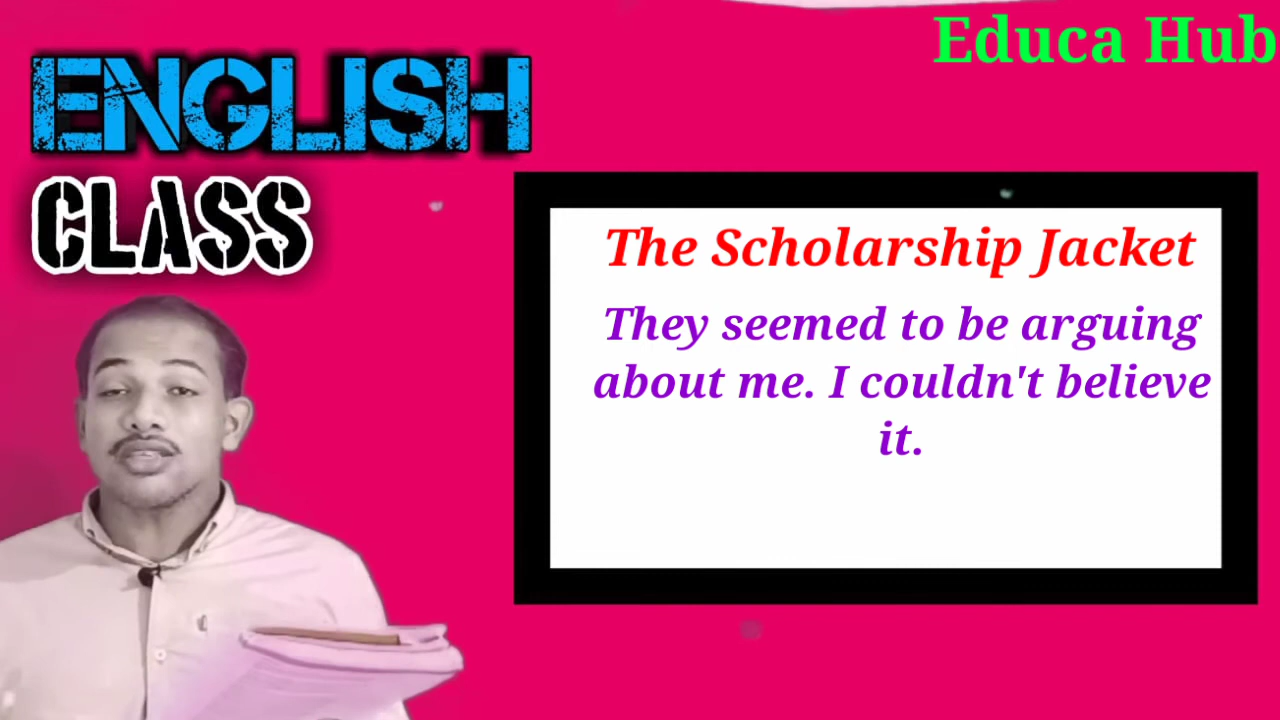 Educa Hub
ENGLISH
CLASS
The Scholarship Jacket
They seemed to be arguing
about me. I couldn't believe
it.